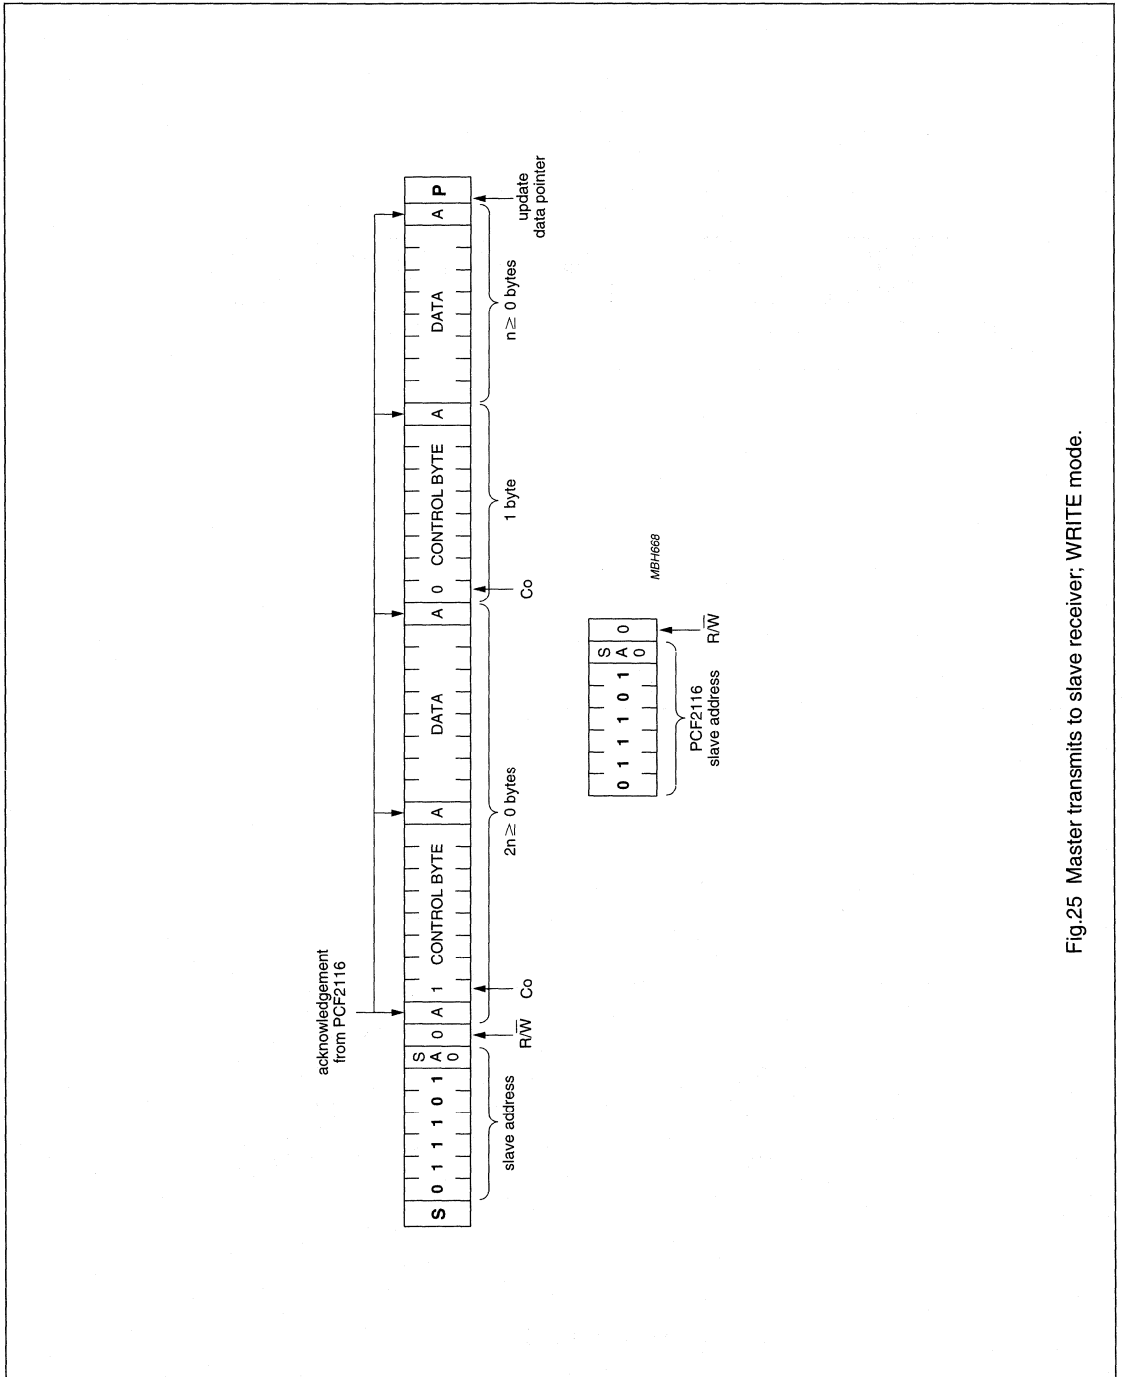 acknowledgement
from PCF2116
S 0 1 1 1 0 1 S A 0 0 A 1 CONTROL BYTE A DATA A 0 CONTROL BYTE A DATA A P
slave address
R/W̅
Co
2n ≥ 0 bytes
Co
1 byte
n ≥ 0 bytes
update
data pointer
0 1 1 1 0 1 S A 0 0
PCF2116
slave address
R/W̅
MBH668
Fig.25 Master transmits to slave receiver; WRITE mode.